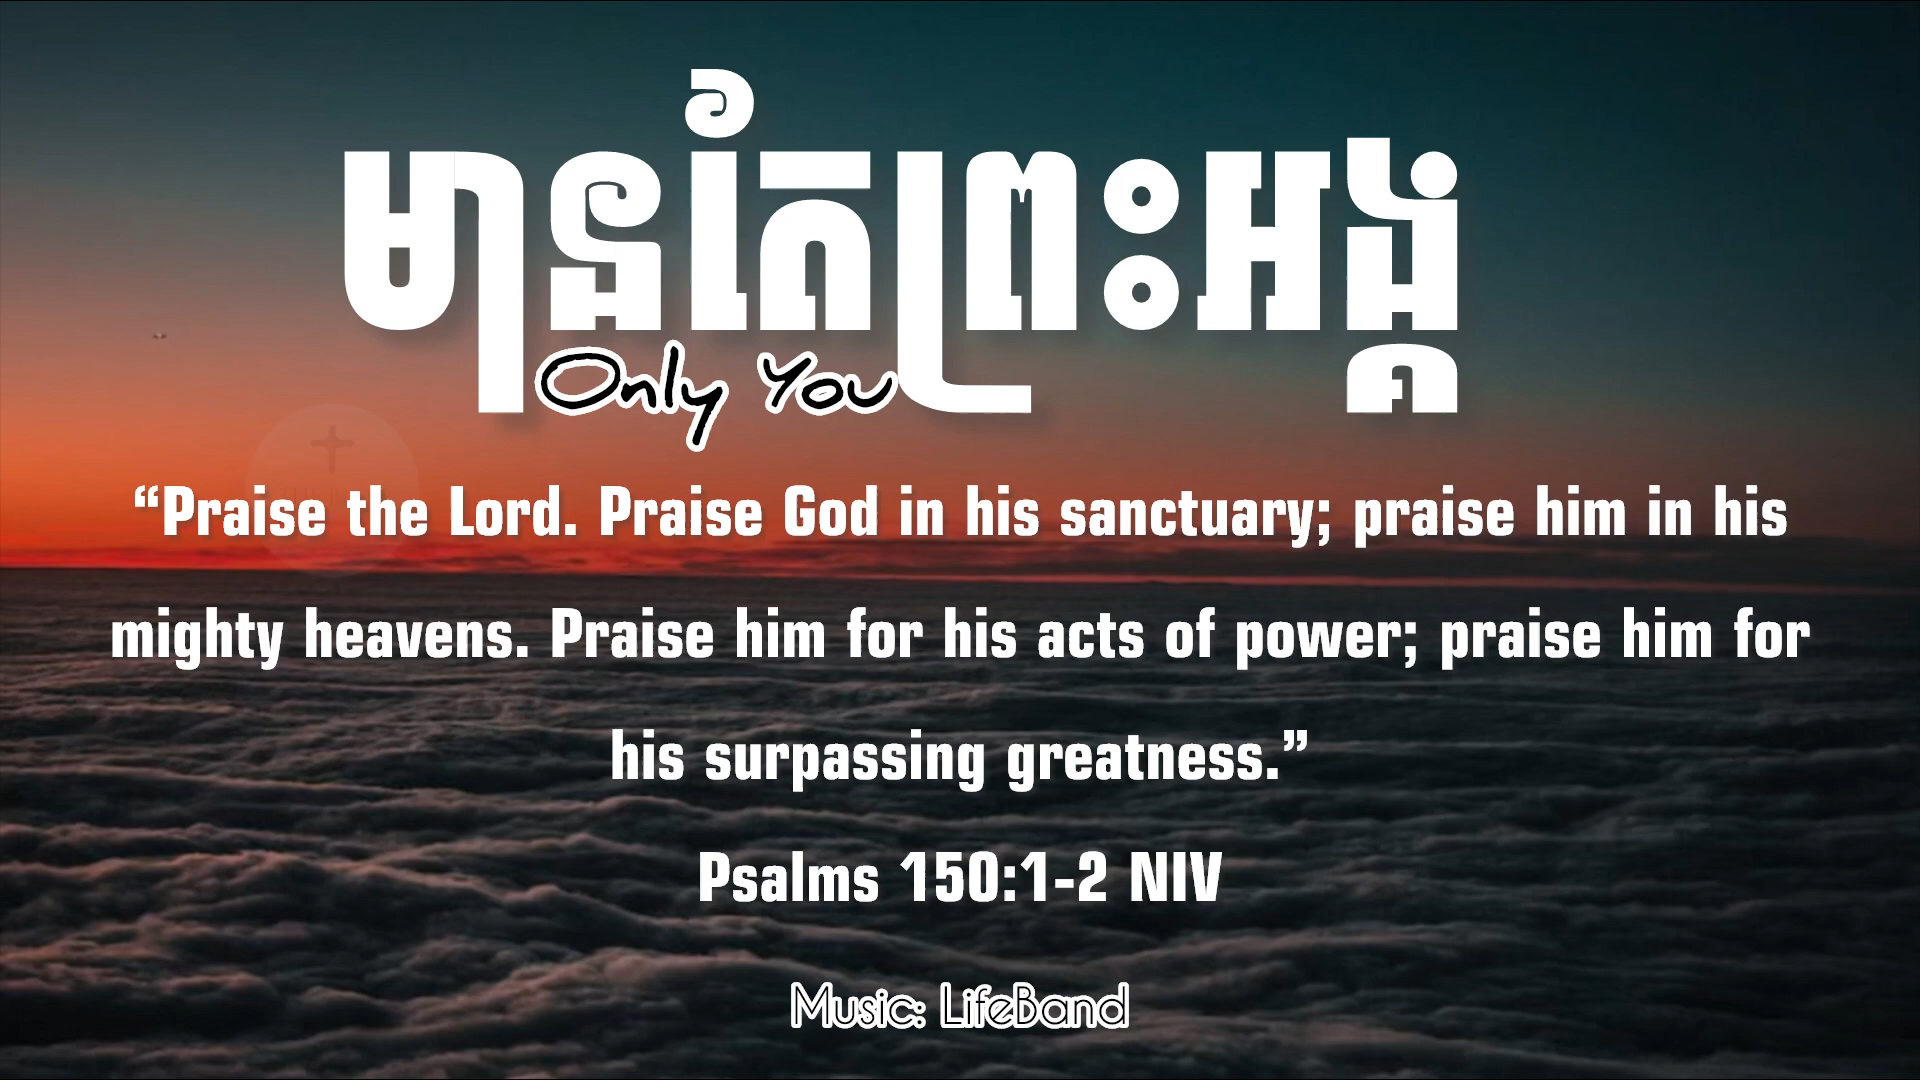 មានតែព្រះអង្គ
Only You
“Praise the Lord. Praise God in his sanctuary; praise him in his
mighty heavens. Praise him for his acts of power; praise him for
his surpassing greatness.”
Psalms 150:1-2 NIV
Music: LifeBand